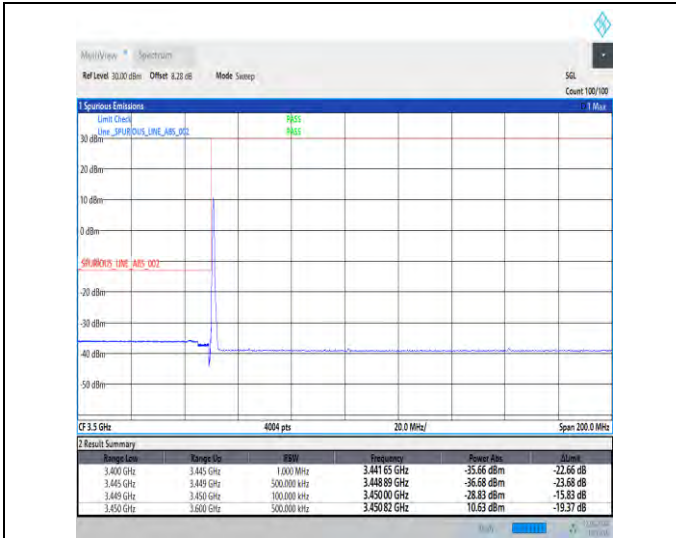 MultiView Spectrum
Ref Level 30.00 dBm Offset 8.28 dB Mode Sweep SGL
Count 100/100
1 Spurious Emissions 1 Max
Limit Check PASS
Line _SPURIOUS_LINE_ABS_002 PASS
30 dBm
20 dBm
10 dBm
0 dBm
_SPURIOUS_LINE_ABS_002
-20 dBm
-30 dBm
-40 dBm
-50 dBm
CF 3.5 GHz 4004 pts 20.0 MHz/ Span 200.0 MHz
2 Result Summary
Range Low Range Up RBW Frequency Power Abs ΔLimit
3.400 GHz 3.445 GHz 1.000 MHz 3.441 65 GHz -35.66 dBm -22.66 dB
3.445 GHz 3.449 GHz 500.000 kHz 3.448 89 GHz -36.68 dBm -23.68 dB
3.449 GHz 3.450 GHz 100.000 kHz 3.450 00 GHz -28.83 dBm -15.83 dB
3.450 GHz 3.600 GHz 500.000 kHz 3.450 82 GHz 10.63 dBm -19.37 dB